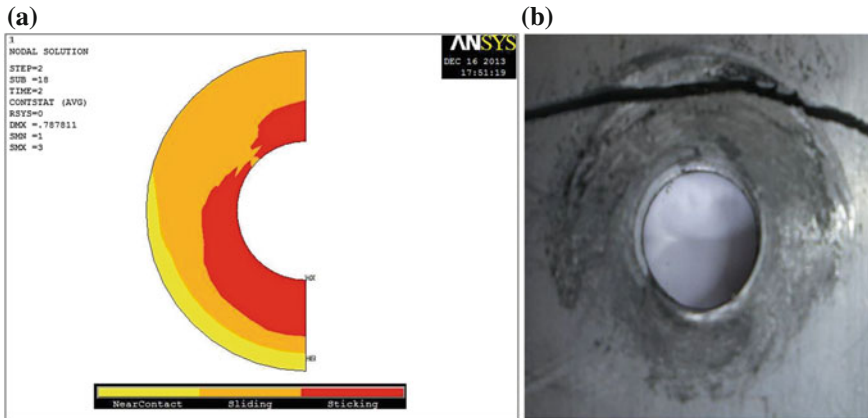 (a)
(b)
1
NODAL SOLUTION
STEP=2
SUB =18
TIME=2
CONTSTAT (AVG)
RSYS=0
DMX =.787811
SMN =1
SMX =3
ANSYS
DEC 16 2013
17:51:19
NearContact
Sliding
Sticking